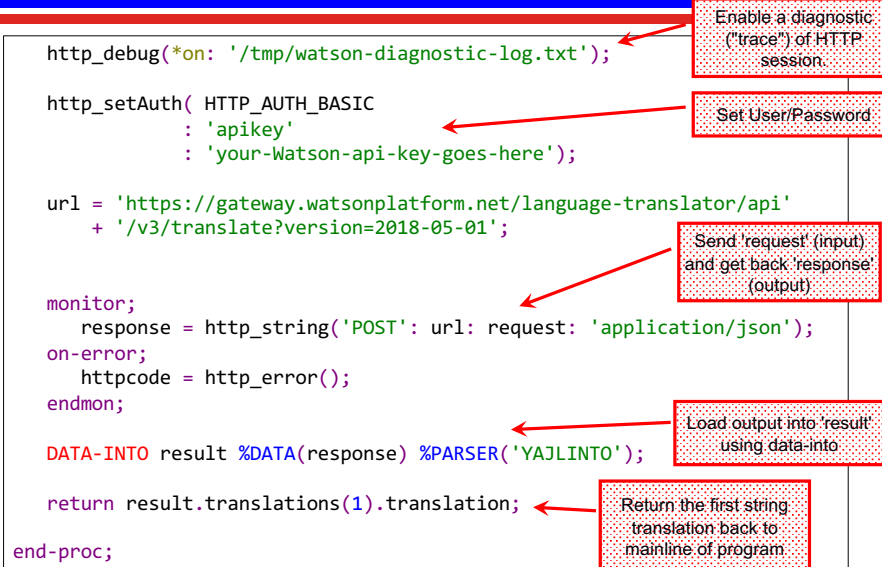 http_debug(*on: '/tmp/watson-diagnostic-log.txt');
Enable a diagnostic
("trace") of HTTP
session.
http_setAuth( HTTP_AUTH_BASIC
: 'apikey'
: 'your-Watson-api-key-goes-here');
Set User/Password
url = 'https://gateway.watsonplatform.net/language-translator/api'
+ '/v3/translate?version=2018-05-01';
Send 'request' (input)
and get back 'response'
(output)
monitor;
response = http_string('POST': url: request: 'application/json');
on-error;
httpcode = http_error();
endmon;
Load output into 'result'
using data-into
DATA-INTO result %DATA(response) %PARSER('YAJLINTO');
return result.translations(1).translation;
Return the first string
translation back to
mainline of program
end-proc;